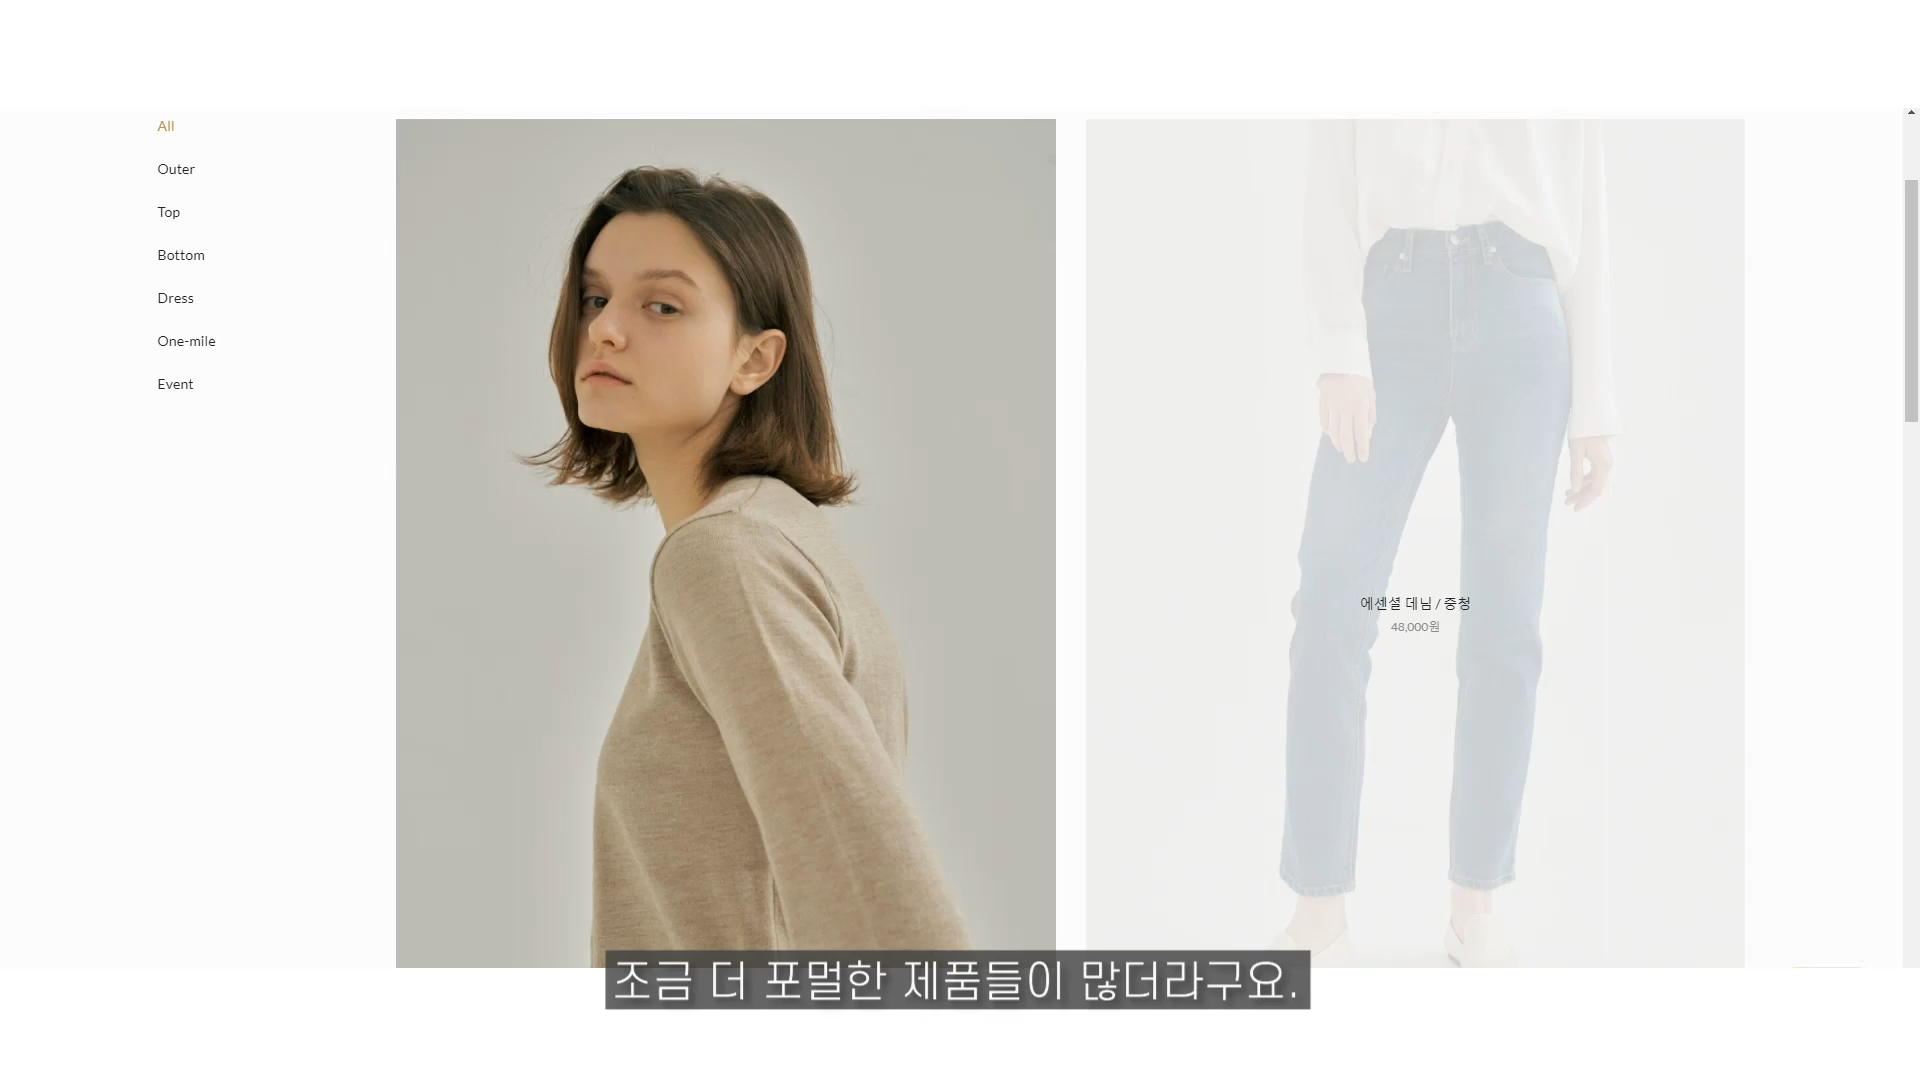 All
Outer
Top
Bottom
Dress
One-mile
Event
에센셜 데님 / 중청
48,000원
조금 더 포멀한 제품들이 많더라구요.